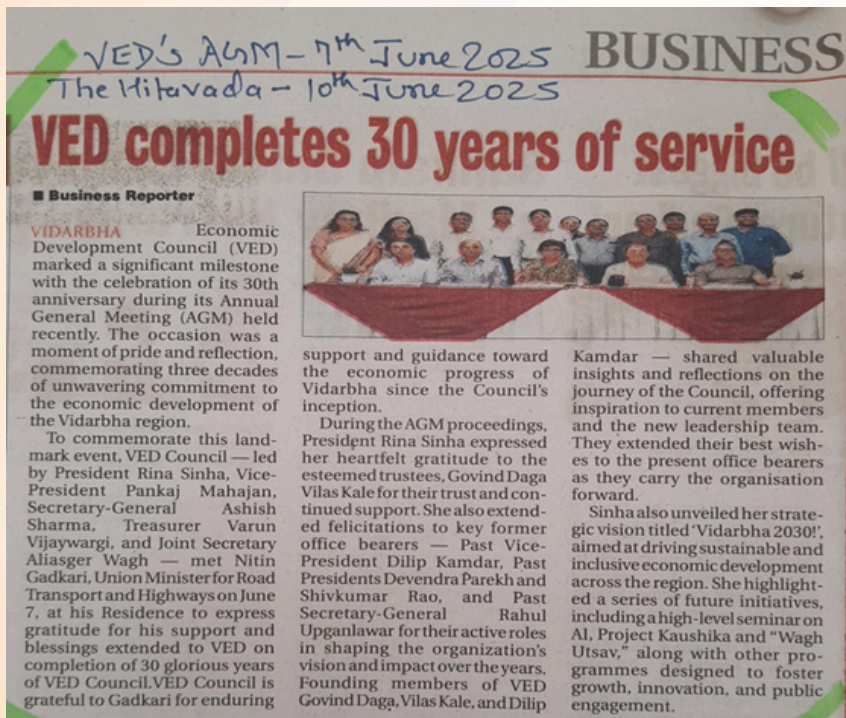 VED'S AGM - 7th June 2025
The Hitavada - 10th June 2025
BUSINESS
VED completes 30 years of service
■ Business Reporter
VIDARBHA Economic
Development Council (VED)
marked a significant milestone
with the celebration of its 30th
anniversary during its Annual
General Meeting (AGM) held
recently. The occasion was a
moment of pride and reflection,
commemorating three decades
of unwavering commitment to
the economic development of
the Vidarbha region.
To commemorate this land-
mark event, VED Council — led
by President Rina Sinha, Vice-
President Pankaj Mahajan,
Secretary-General Ashish
Sharma, Treasurer Varun
Vijaywargi, and Joint Secretary
Aliasger Wagh — met Nitin
Gadkari, Union Minister for Road
Transport and Highways on June
7, at his Residence to express
gratitude for his support and
blessings extended to VED on
completion of 30 glorious years
of VED Council.VED Council is
grateful to Gadkari for enduring
support and guidance toward
the economic progress of
Vidarbha since the Council's
inception.
During the AGM proceedings,
President Rina Sinha expressed
her heartfelt gratitude to the
esteemed trustees, Govind Daga
Vilas Kale for their trust and con-
tinued support. She also extend-
ed felicitations to key former
office bearers — Past Vice-
President Dilip Kamdar, Past
Presidents Devendra Parekh and
Shivkumar Rao, and Past
Secretary-General Rahul
Upganlawar for their active roles
in shaping the organization's
vision and impact over the years.
Founding members of VED
Govind Daga, Vilas Kale, and Dilip
Kamdar — shared valuable
insights and reflections on the
journey of the Council, offering
inspiration to current members
and the new leadership team.
They extended their best wish-
es to the present office bearers
as they carry the organisation
forward.
Sinha also unveiled her strate-
gic vision titled 'Vidarbha 2030!',
aimed at driving sustainable and
inclusive economic development
across the region. She highlight-
ed a series of future initiatives,
including a high-level seminar on
AI, Project Kaushika and "Wagh
Utsav," along with other pro-
grammes designed to foster
growth, innovation, and public
engagement.